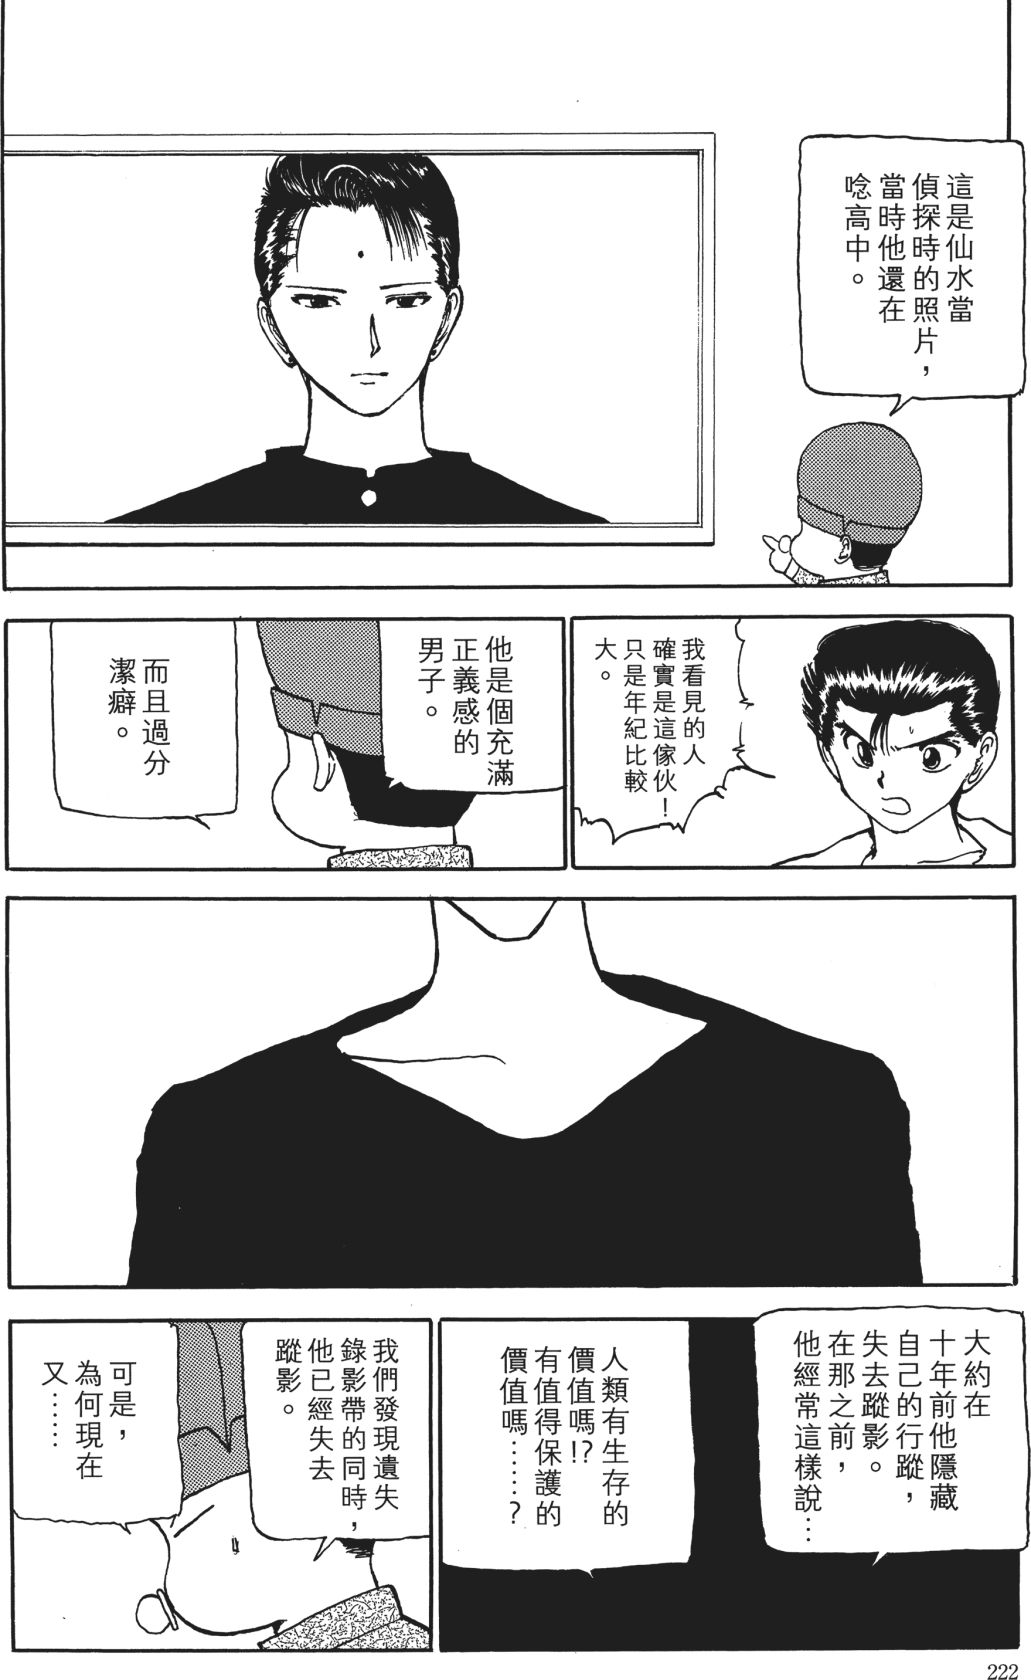 這是仙水當
偵探時的照片，
當時他還在
唸高中。
我看見的人
確實是這傢伙！
只是年紀比較
大。
他是個充滿
正義感的
男子。
而且過分
潔癖。
大約在
十年前他隱藏
自己的行蹤，
失去蹤影。
在那之前，
他經常這樣說…
人類有生存的
價值嗎!?
有值得保護的
價值嗎……?
我們發現遺失
錄影帶的同時，
他已經失去
蹤影。
可是，
為何現在
又……
222